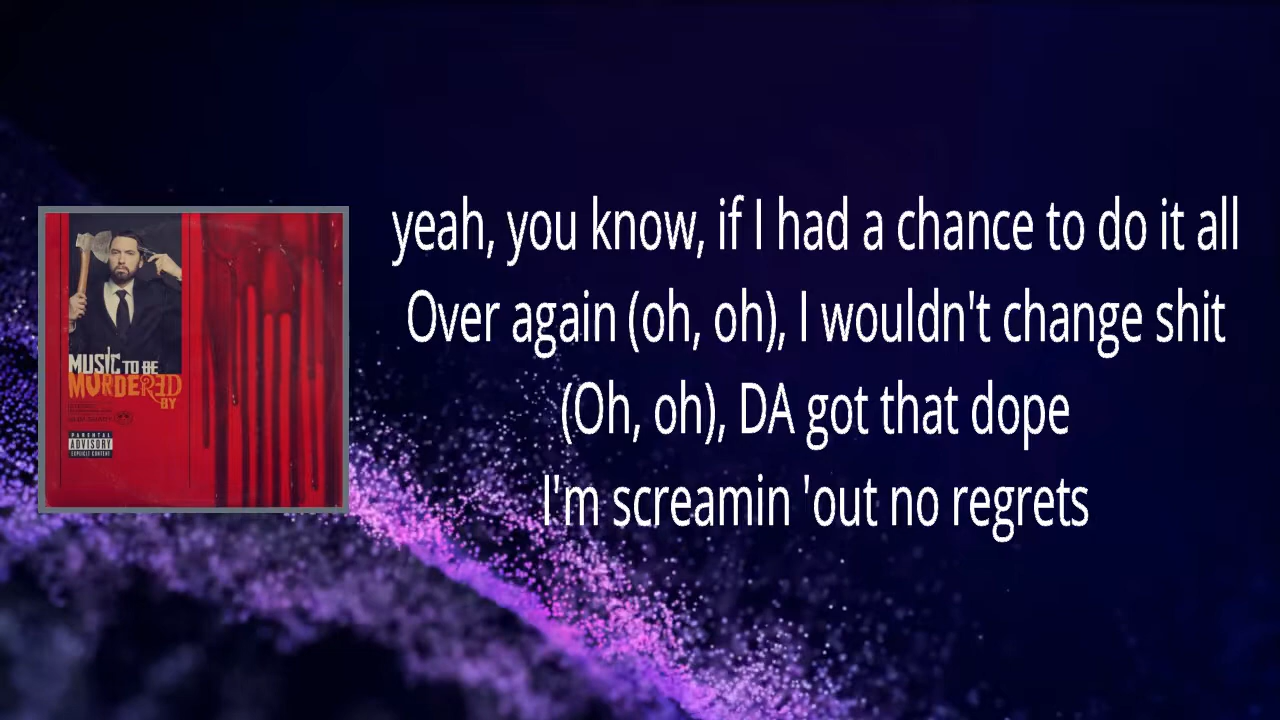 MUSIC TO BE
MURDERED
BY
PARENTAL
ADVISORY
EXPLICIT CONTENT
yeah, you know, if I had a chance to do it all
Over again (oh, oh), I wouldn't change shit
(Oh, oh), DA got that dope
I'm screamin 'out no regrets